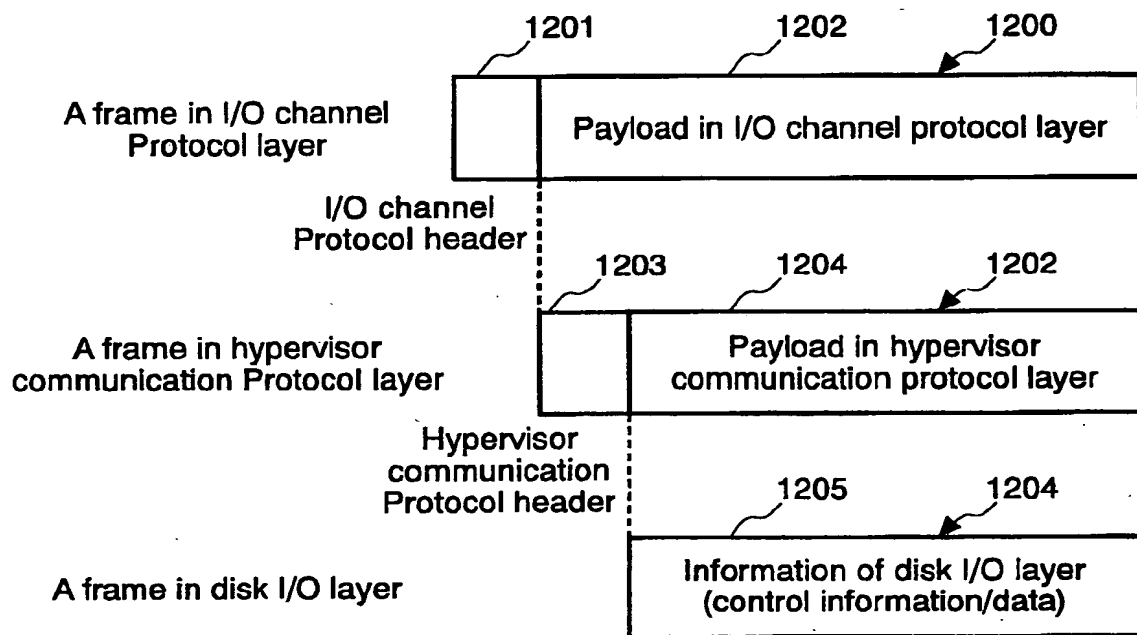 1201
1202
1200
A frame in I/O channel
Protocol layer
Payload in I/O channel protocol layer
I/O channel
Protocol header
1203
1204
1202
A frame in hypervisor
communication Protocol layer
Payload in hypervisor
communication protocol layer
Hypervisor
communication
Protocol header
1205
1204
A frame in disk I/O layer
Information of disk I/O layer
(control information/data)